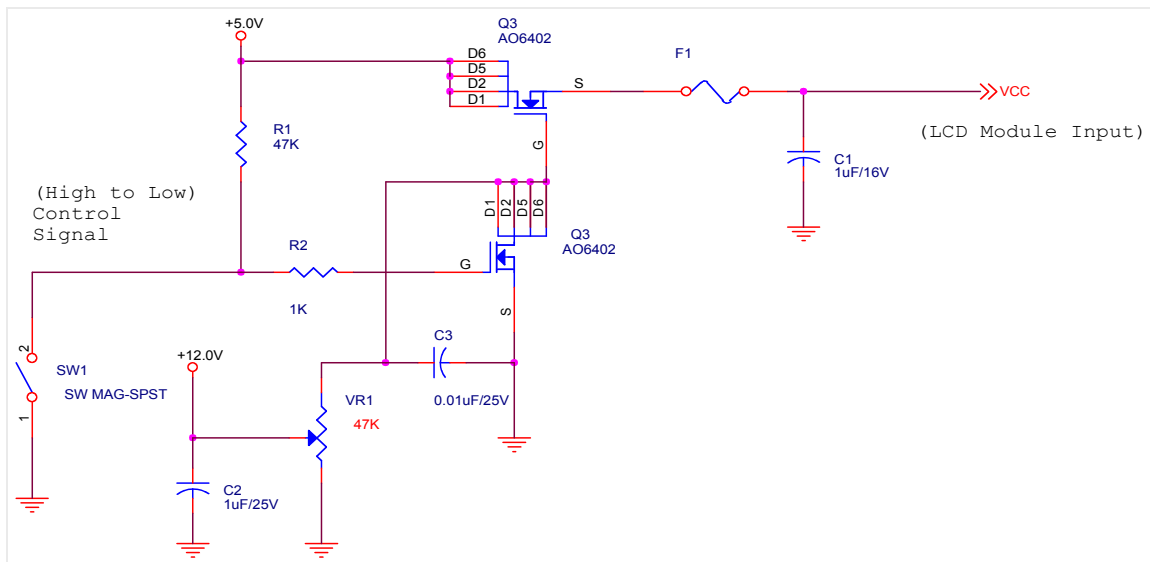 +5.0V
Q3
AO6402
D6
D5
D2
D1
S
G
F1
VCC
(LCD Module Input)
R1
47K
C1
1uF/16V
(High to Low)
Control
Signal
D1
D2
D5
D6
Q3
AO6402
R2
1K
G
S
C3
0.01uF/25V
+12.0V
2
SW1
SW MAG-SPST
1
VR1
47K
C2
1uF/25V